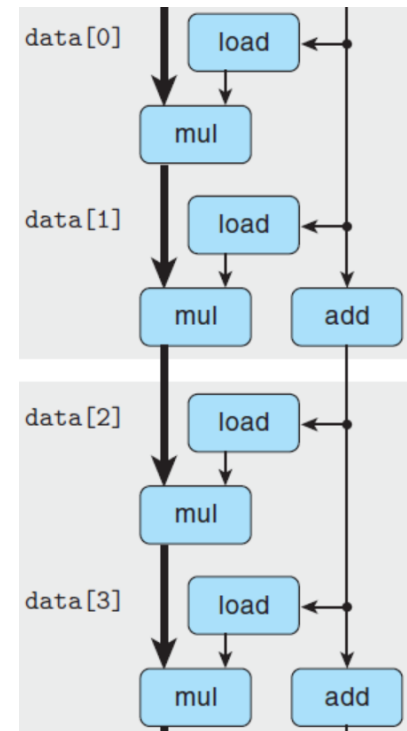 data[0] load
mul
data[1] load
mul add
data[2] load
mul
data[3] load
mul add